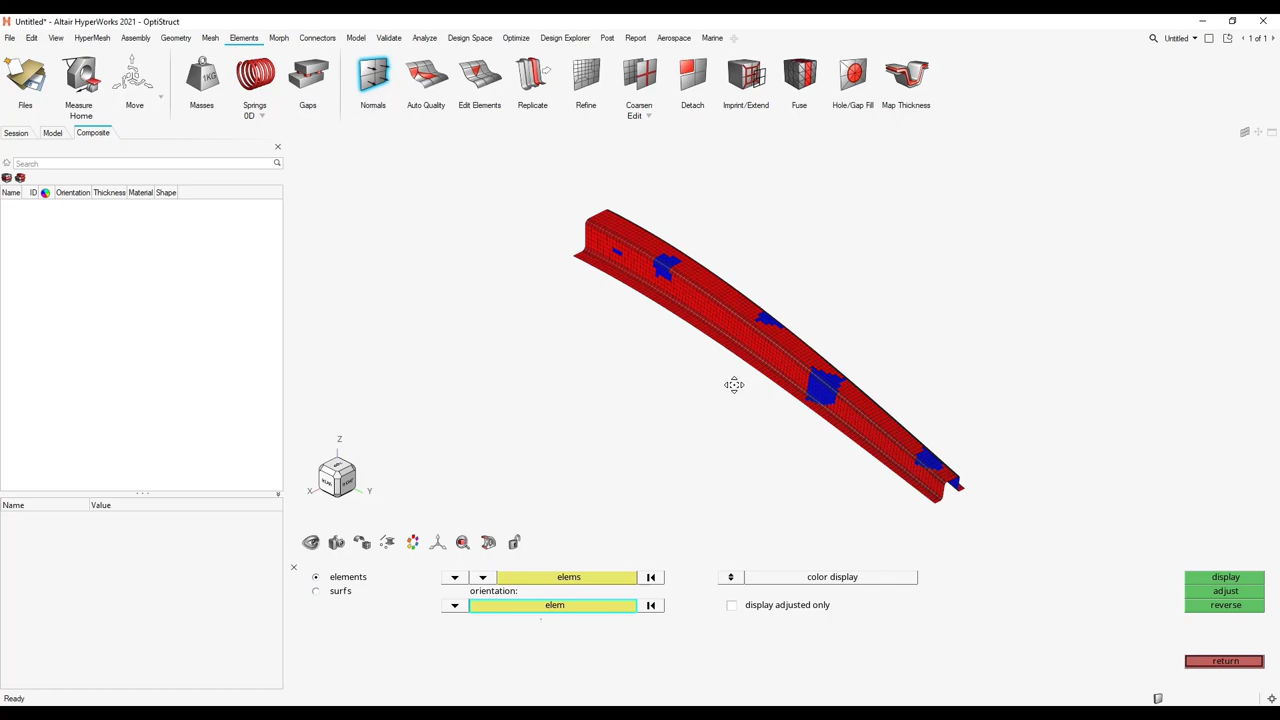 Untitled* - Altair HyperWorks 2021 - OptiStruct
File Edit View HyperMesh Assembly Geometry Mesh Elements Morph Connectors Model Validate Analyze Design Space Optimize Design Explorer Post Report Aerospace Marine Untitled 1 of 1
1KG
Files Measure Move Masses Springs Gaps Normals Auto Quality Edit Elements Replicate Refine Coarsen Detach Imprint/Extend Fuse Hole/Gap Fill Map Thickness
Home 0D Edit
Session Model Composite
Search
Name ID Orientation Thickness Material Shape
Z
X Y
Name Value
elements elems color display display
surfs orientation: adjust
elem display adjusted only reverse
return
Ready